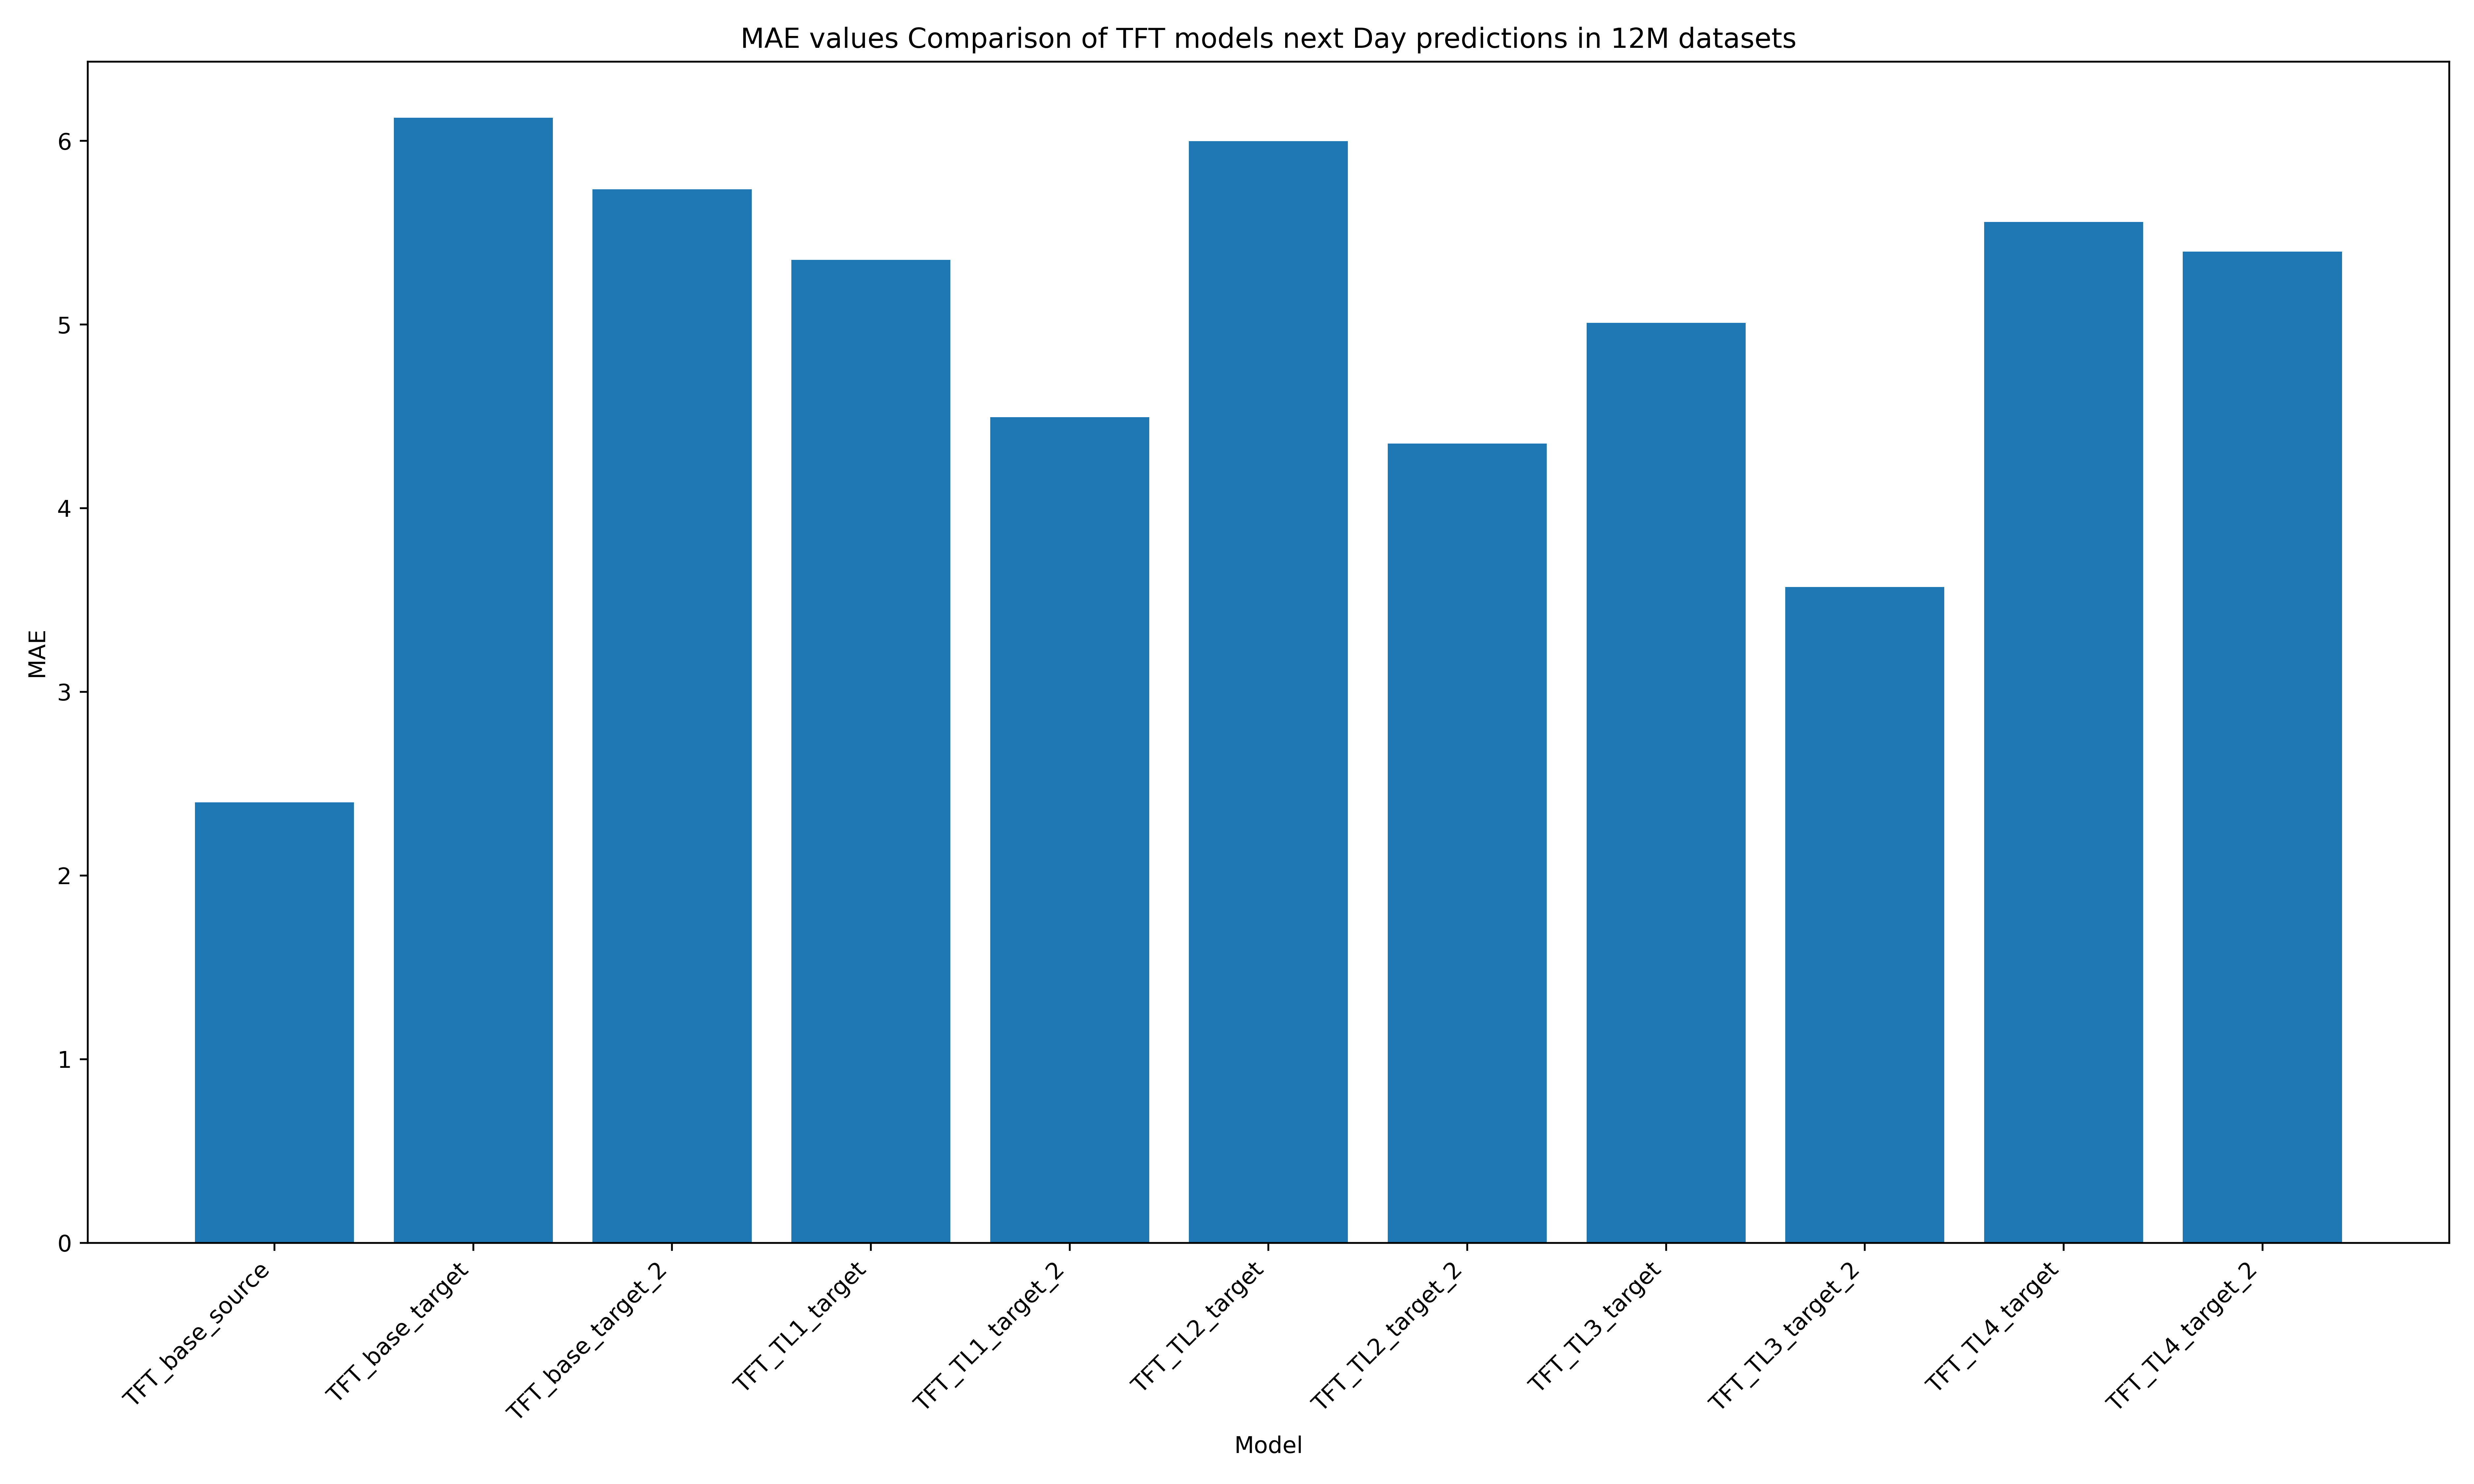 MAE values Comparison of TFT models next Day predictions in 12M datasets
MAE
6
5
4
3
2
1
0
TFT_base_source
TFT_base_target
TFT_base_target_2
TFT_TL1_target
TFT_TL1_target_2
TFT_TL2_target
TFT_TL2_target_2
TFT_TL3_target
TFT_TL3_target_2
TFT_TL4_target
TFT_TL4_target_2
Model